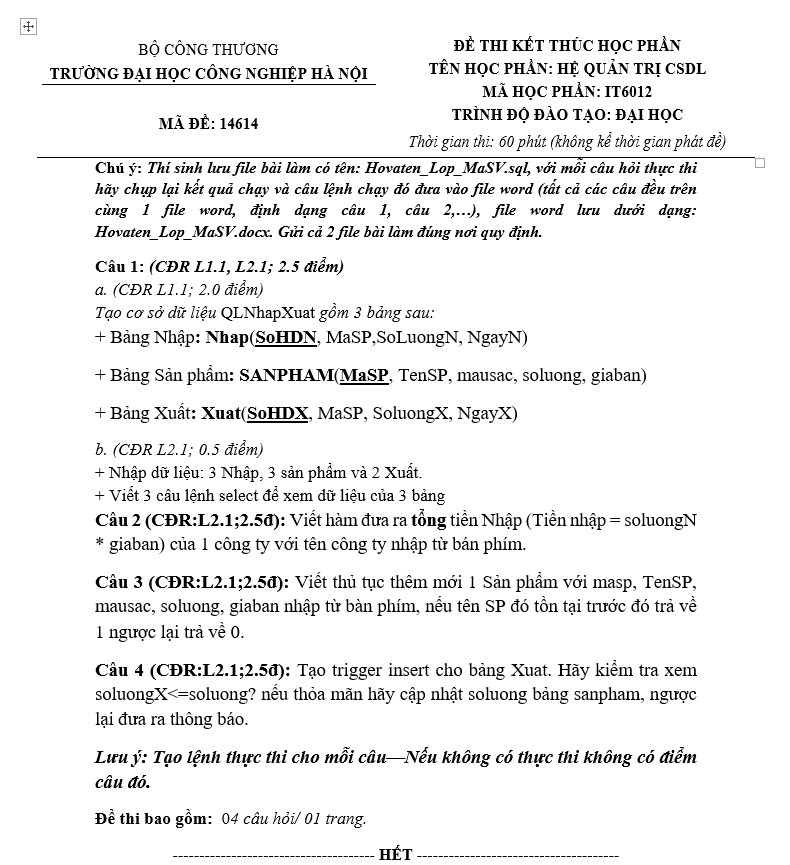 BỘ CÔNG THƯƠNG
TRƯỜNG ĐẠI HỌC CÔNG NGHIỆP HÀ NỘI
MÃ ĐỀ: 14614
ĐỀ THI KẾT THÚC HỌC PHẦN
TÊN HỌC PHẦN: HỆ QUẢN TRỊ CSDL
MÃ HỌC PHẦN: IT6012
TRÌNH ĐỘ ĐÀO TẠO: ĐẠI HỌC
Thời gian thi: 60 phút (không kể thời gian phát đề)
Chú ý: Thí sinh lưu file bài làm có tên: Hovaten_Lop_MaSV.sql, với mỗi câu hỏi thực thi
hãy chụp lại kết quả chạy và câu lệnh chạy đó đưa vào file word (tất cả các câu đều trên
cùng 1 file word, định dạng câu 1, câu 2,…), file word lưu dưới dạng:
Hovaten_Lop_MaSV.docx. Gửi cả 2 file bài làm đúng nơi quy định.
Câu 1: (CĐR L1.1, L2.1; 2.5 điểm)
a. (CĐR L1.1; 2.0 điểm)
Tạo cơ sở dữ liệu QLNhapXuat gồm 3 bảng sau:
+ Bảng Nhập: Nhap(SoHDN, MaSP,SoLuongN, NgayN)
+ Bảng Sản phẩm: SANPHAM(MaSP, TenSP, mausac, soluong, giaban)
+ Bảng Xuất: Xuat(SoHDX, MaSP, SoluongX, NgayX)
b. (CĐR L2.1; 0.5 điểm)
+ Nhập dữ liệu: 3 Nhập, 3 sản phẩm và 2 Xuất.
+ Viết 3 câu lệnh select để xem dữ liệu của 3 bảng
Câu 2 (CĐR:L2.1;2.5đ): Viết hàm đưa ra tổng tiền Nhập (Tiền nhập = soluongN
* giaban) của 1 công ty với tên công ty nhập từ bán phím.
Câu 3 (CĐR:L2.1;2.5đ): Viết thủ tục thêm mới 1 Sản phẩm với masp, TenSP,
mausac, soluong, giaban nhập từ bàn phím, nếu tên SP đó tồn tại trước đó trả về
1 ngược lại trả về 0.
Câu 4 (CĐR:L2.1;2.5đ): Tạo trigger insert cho bảng Xuat. Hãy kiểm tra xem
soluongX<=soluong? nếu thỏa mãn hãy cập nhật soluong bảng sanpham, ngược
lại đưa ra thông báo.
Lưu ý: Tạo lệnh thực thi cho mỗi câu—Nếu không có thực thi không có điểm
câu đó.
Đề thi bao gồm: 04 câu hỏi/ 01 trang.
------------------------------------- HẾT -------------------------------------